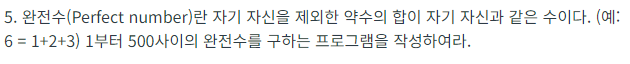 5. 완전수(Perfect number)란 자기 자신을 제외한 약수의 합이 자기 자신과 같은 수이다. (예:
6 = 1+2+3) 1부터 500사이의 완전수를 구하는 프로그램을 작성하여라.